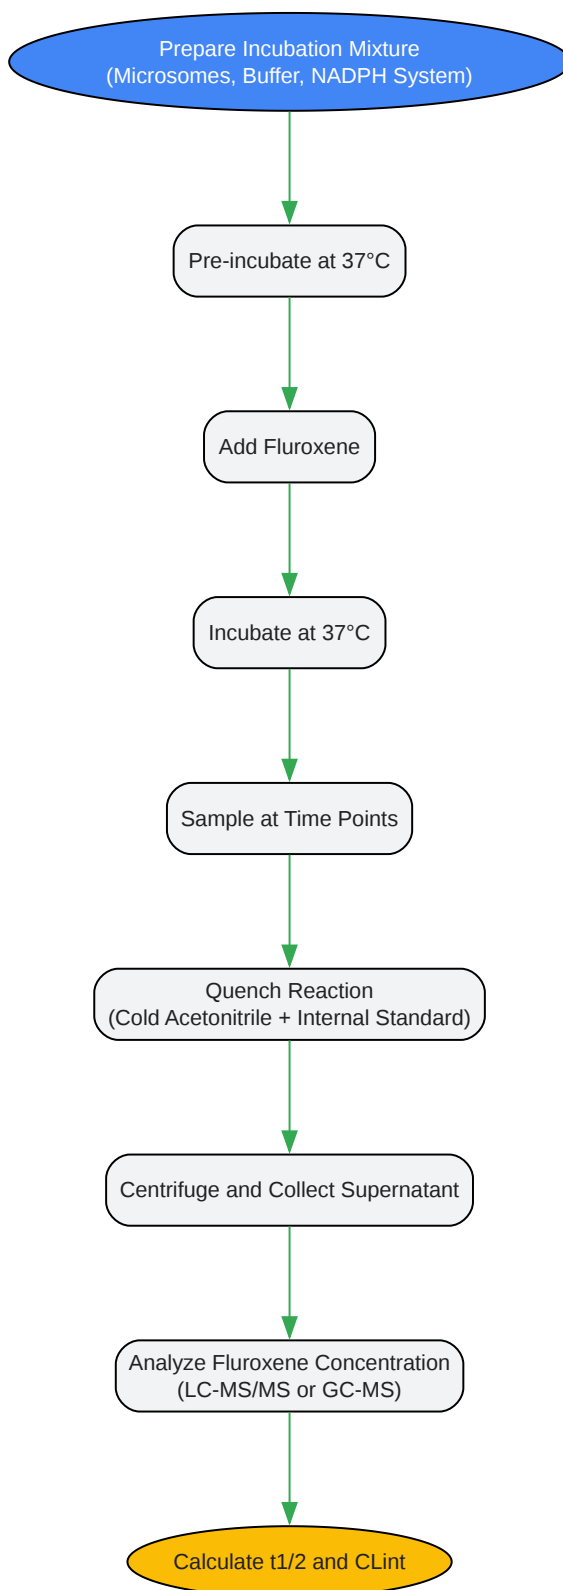 Prepare Incubation Mixture
(Microsomes, Buffer, NADPH System)
Pre-incubate at 37°C
Add Fluroxene
Incubate at 37°C
Sample at Time Points
Quench Reaction
(Cold Acetonitrile + Internal Standard)
Centrifuge and Collect Supernatant
Analyze Fluroxene Concentration
(LC-MS/MS or GC-MS)
Calculate t1/2 and CLint